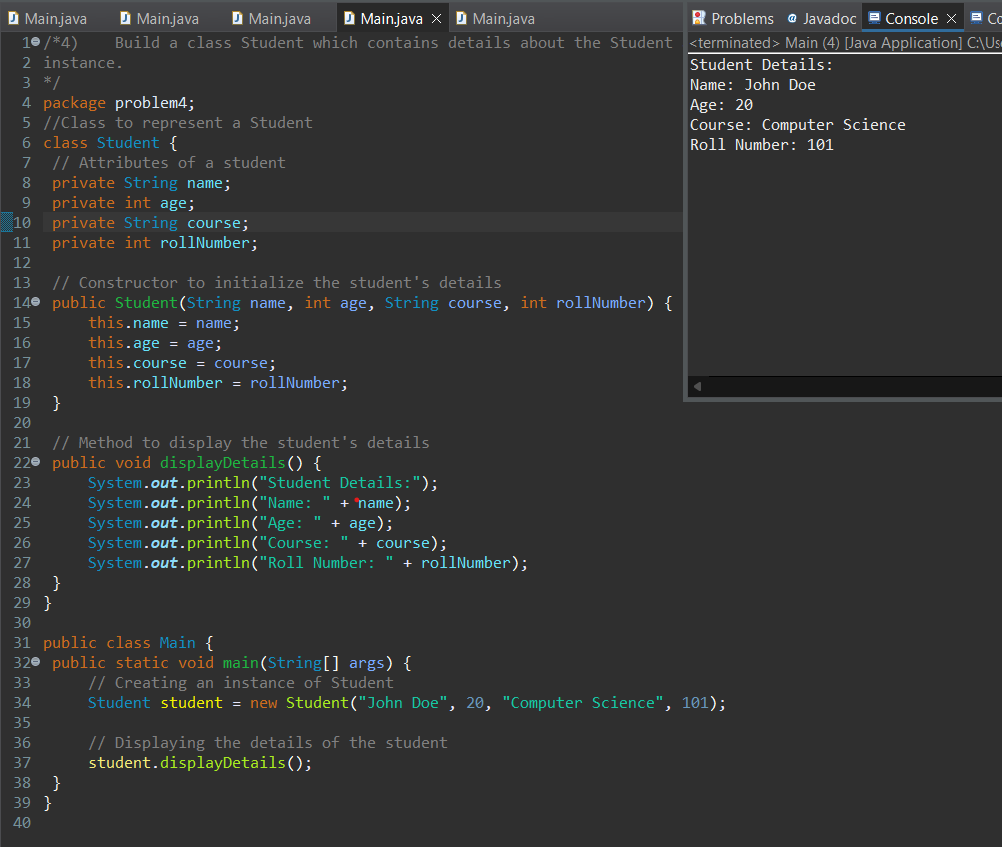 Main.java Main.java Main.java Main.java Main.java
1 /*4)    Build a class Student which contains details about the Student
2 instance.
3 */
4 package problem4;
5 //Class to represent a Student
6 class Student {
7  // Attributes of a student
8  private String name;
9  private int age;
10  private String course;
11  private int rollNumber;
12
13  // Constructor to initialize the student's details
14  public Student(String name, int age, String course, int rollNumber) {
15      this.name = name;
16      this.age = age;
17      this.course = course;
18      this.rollNumber = rollNumber;
19  }
20
21  // Method to display the student's details
22  public void displayDetails() {
23      System.out.println("Student Details:");
24      System.out.println("Name: " + name);
25      System.out.println("Age: " + age);
26      System.out.println("Course: " + course);
27      System.out.println("Roll Number: " + rollNumber);
28  }
29 }
30
31 public class Main {
32  public static void main(String[] args) {
33      // Creating an instance of Student
34      Student student = new Student("John Doe", 20, "Computer Science", 101);
35
36      // Displaying the details of the student
37      student.displayDetails();
38  }
39 }
40
Problems Javadoc Console Co
<terminated> Main (4) [Java Application] C:\Use
Student Details:
Name: John Doe
Age: 20
Course: Computer Science
Roll Number: 101